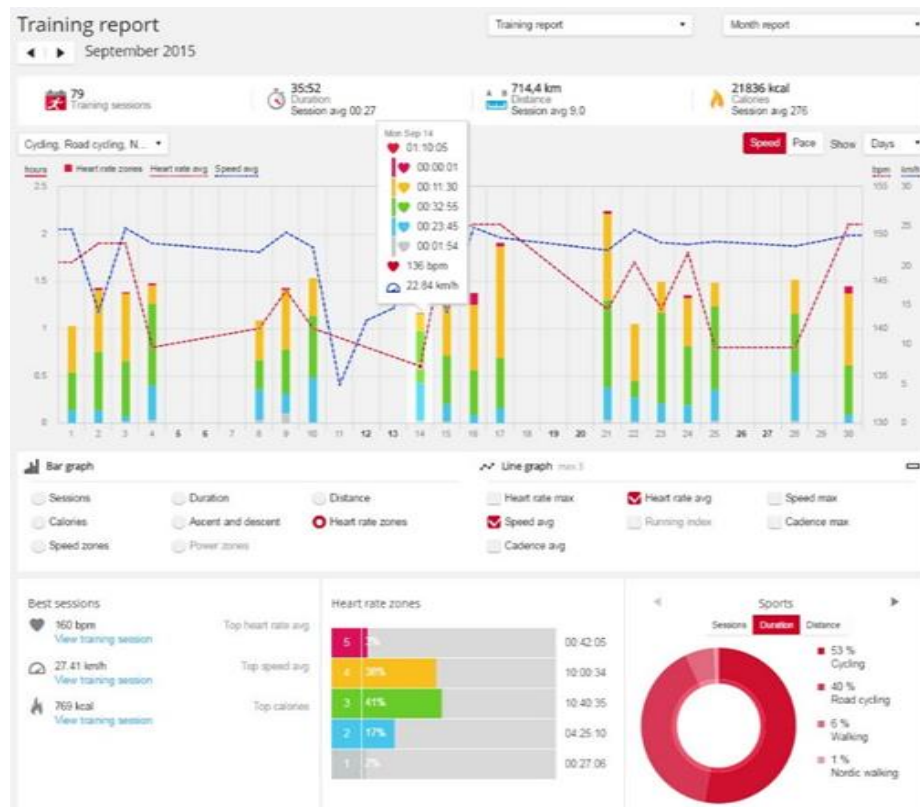 Training report
Training report
Month report
September 2015
79
Training sessions
35:52
Duration
Session avg 00:27
A B
714,4 km
Distance
Session avg 9,0
21836 kcal
Calories
Session avg 276
Cycling, Road cycling, N...
Speed
Pace
Show
Days
hours
Heart rate zones
Heart rate avg
Speed avg
bpm
km/h
Mon Sep 14
01:10:05
00:00:01
00:11:30
00:32:55
00:23:45
00:01:54
136 bpm
22.84 km/h
2.5
2
1.5
1
0.5
0
155
150
145
140
135
130
30
25
20
15
10
5
0
1 2 3 4 5 6 7 8 9 10 11 12 13 14 15 16 17 18 19 20 21 22 23 24 25 26 27 28 29 30
Bar graph
Sessions
Duration
Distance
Calories
Ascent and descent
Heart rate zones
Speed zones
Power zones
Line graph max 3
Heart rate max
Heart rate avg
Speed max
Speed avg
Running index
Cadence max
Cadence avg
Best sessions
160 bpm
Top heart rate avg
View training session
27.41 km/h
Top speed avg
View training session
769 kcal
Top calories
View training session
Heart rate zones
5 00:42:05
4 38% 10:00:34
3 41% 10:40:35
2 17% 04:25:10
1 2% 00:27:06
Sports
Sessions
Duration
Distance
53 %
Cycling
40 %
Road cycling
6 %
Walking
1 %
Nordic walking